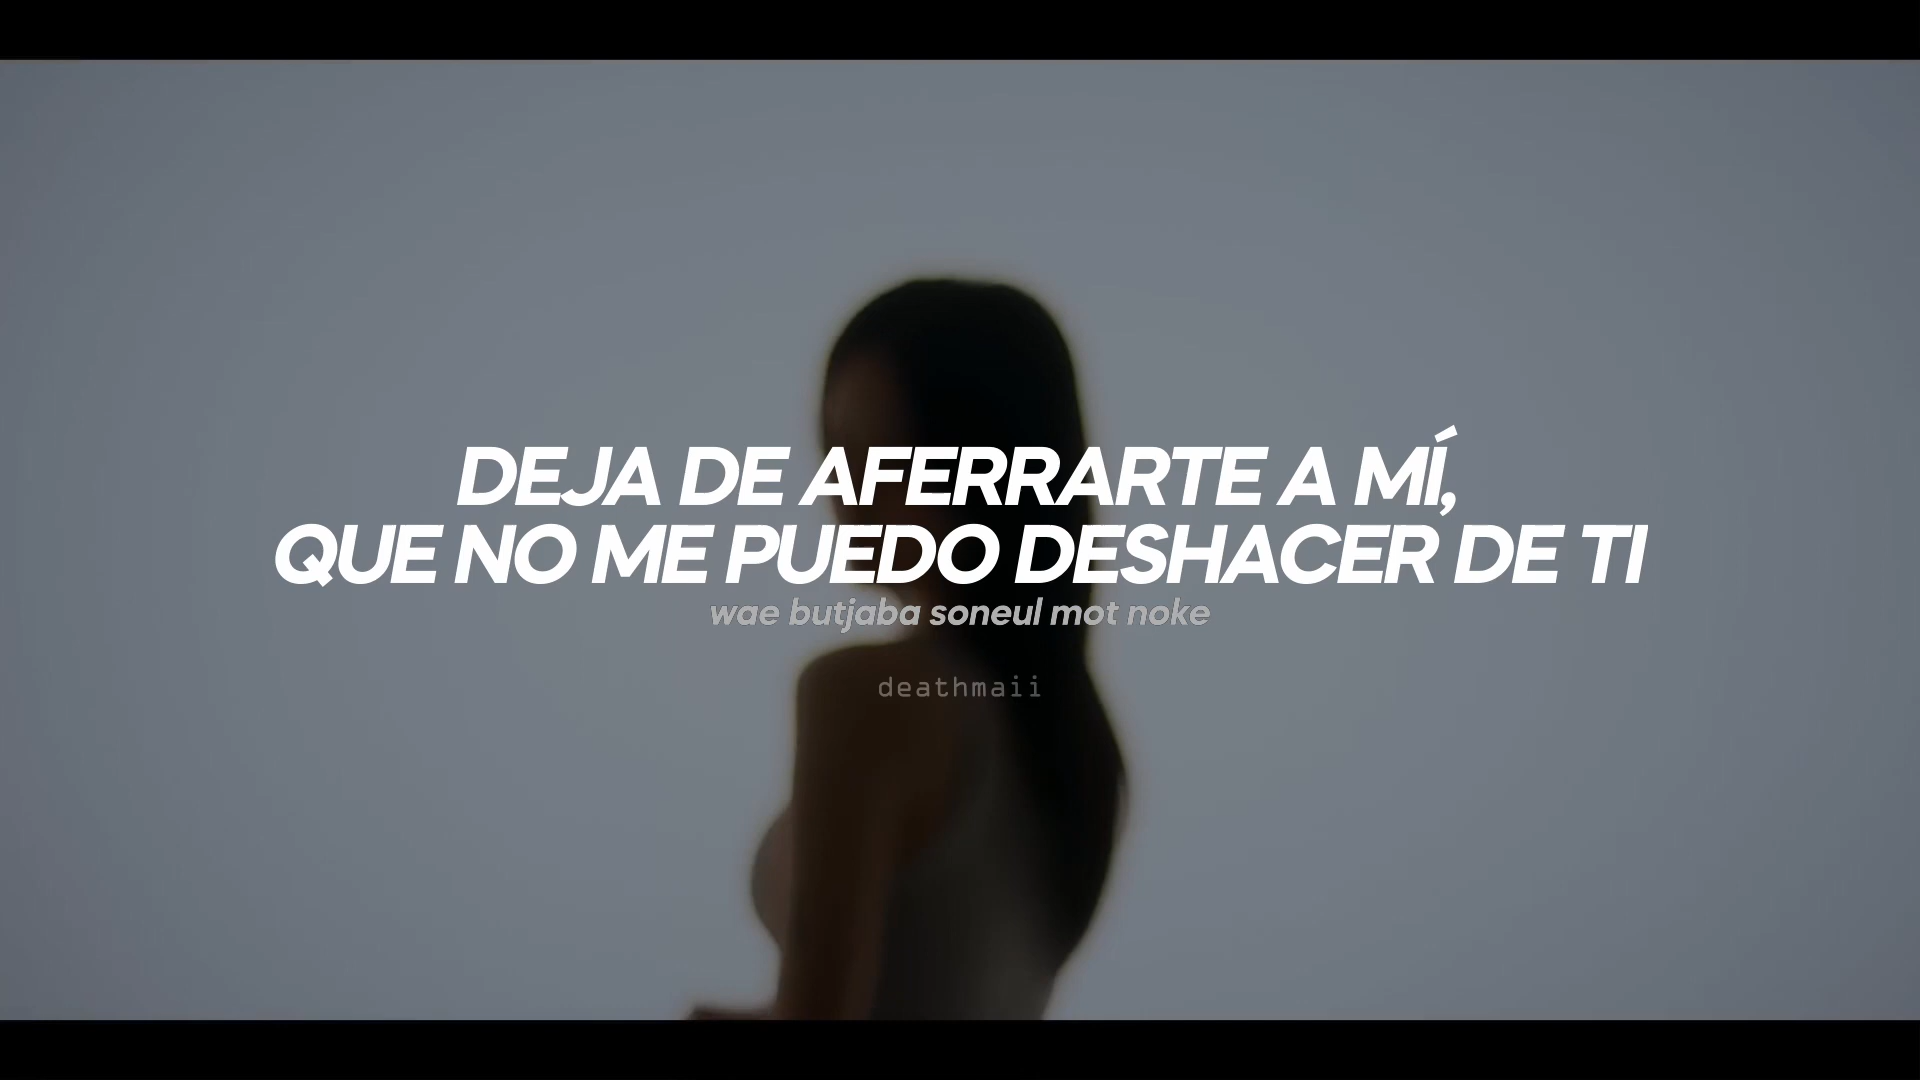 DEJA DE AFERRARTE A MÍ,
QUE NO ME PUEDO DESHACER DE TI
wae butjaba soneul mot noke
deathmaii